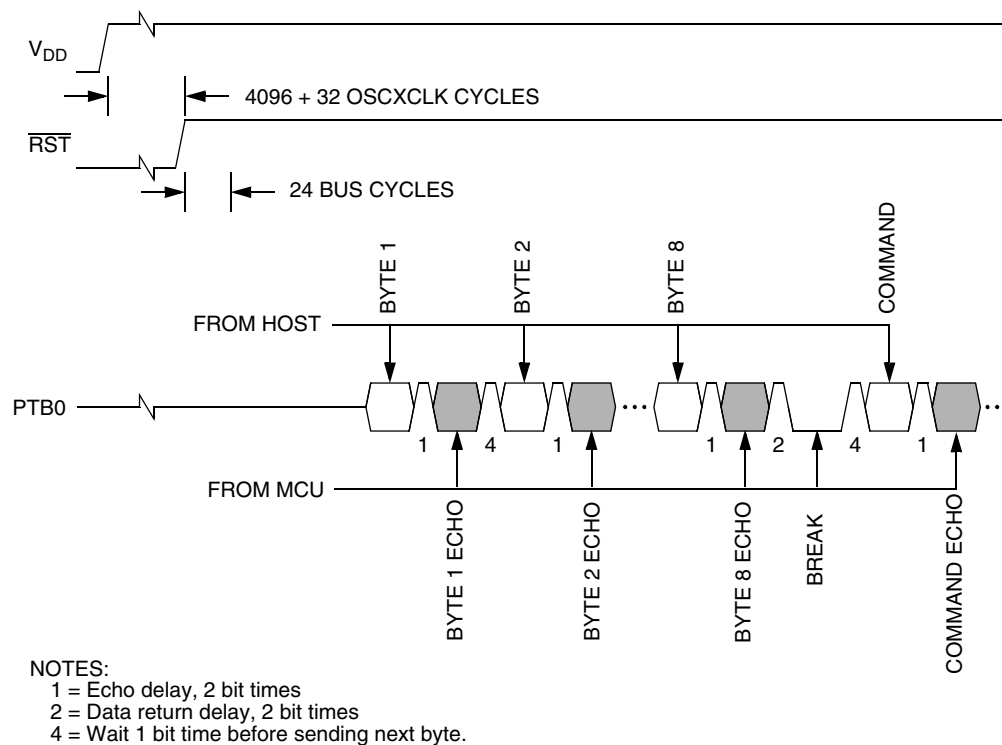 VDD
4096 + 32 OSCXCLK CYCLES
RST
24 BUS CYCLES
FROM HOST
BYTE 1
BYTE 2
BYTE 8
COMMAND
PTB0
...
...
1
4
1
1
2
4
1
FROM MCU
BYTE 1 ECHO
BYTE 2 ECHO
BYTE 8 ECHO
BREAK
COMMAND ECHO
NOTES:
1 = Echo delay, 2 bit times
2 = Data return delay, 2 bit times
4 = Wait 1 bit time before sending next byte.